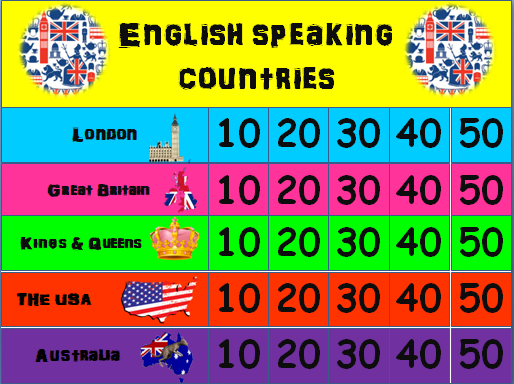 English speaking
countries
London 10 20 30 40 50
Great Britain 10 20 30 40 50
Kings & Queens 10 20 30 40 50
The USA 10 20 30 40 50
Australia 10 20 30 40 50